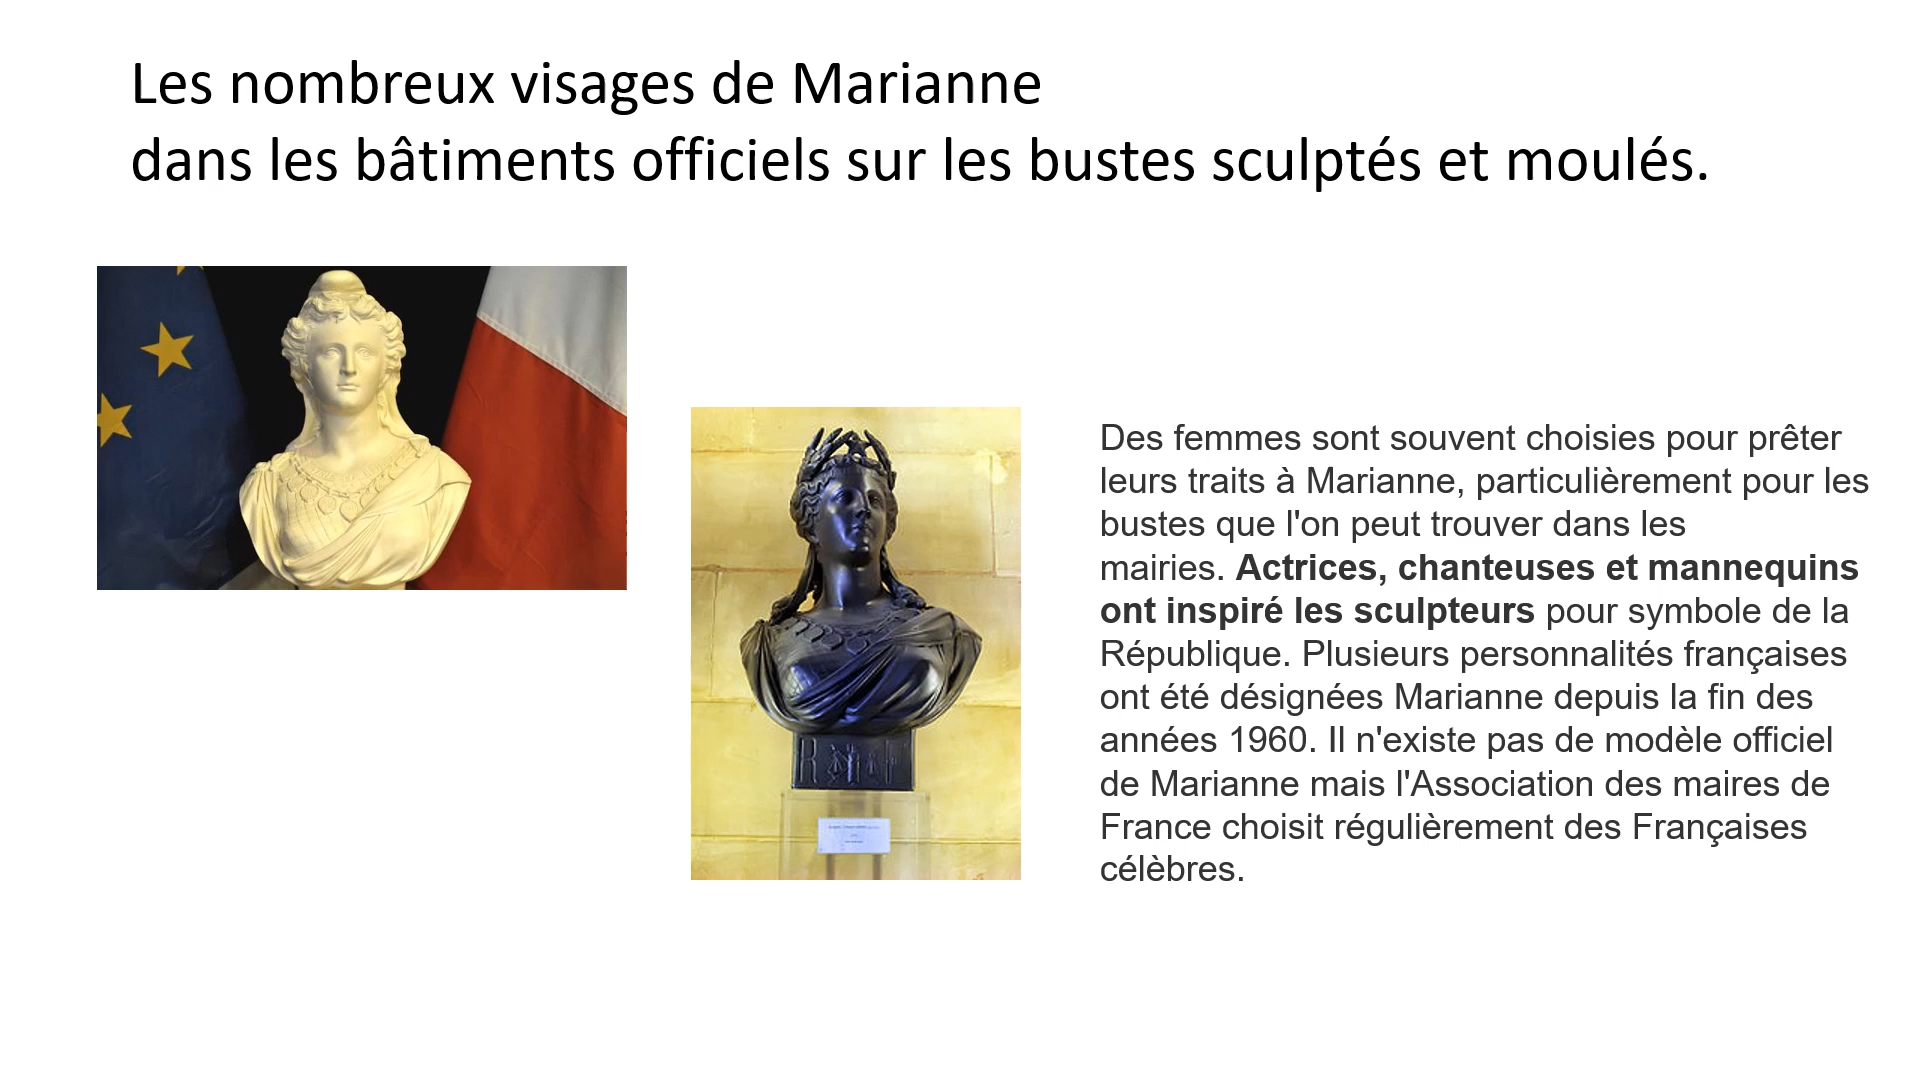 Les nombreux visages de Marianne
dans les bâtiments officiels sur les bustes sculptés et moulés.
Des femmes sont souvent choisies pour prêter
leurs traits à Marianne, particulièrement pour les
bustes que l'on peut trouver dans les
mairies. Actrices, chanteuses et mannequins
ont inspiré les sculpteurs pour symbole de la
République. Plusieurs personnalités françaises
ont été désignées Marianne depuis la fin des
années 1960. Il n'existe pas de modèle officiel
de Marianne mais l'Association des maires de
France choisit régulièrement des Françaises
célèbres.